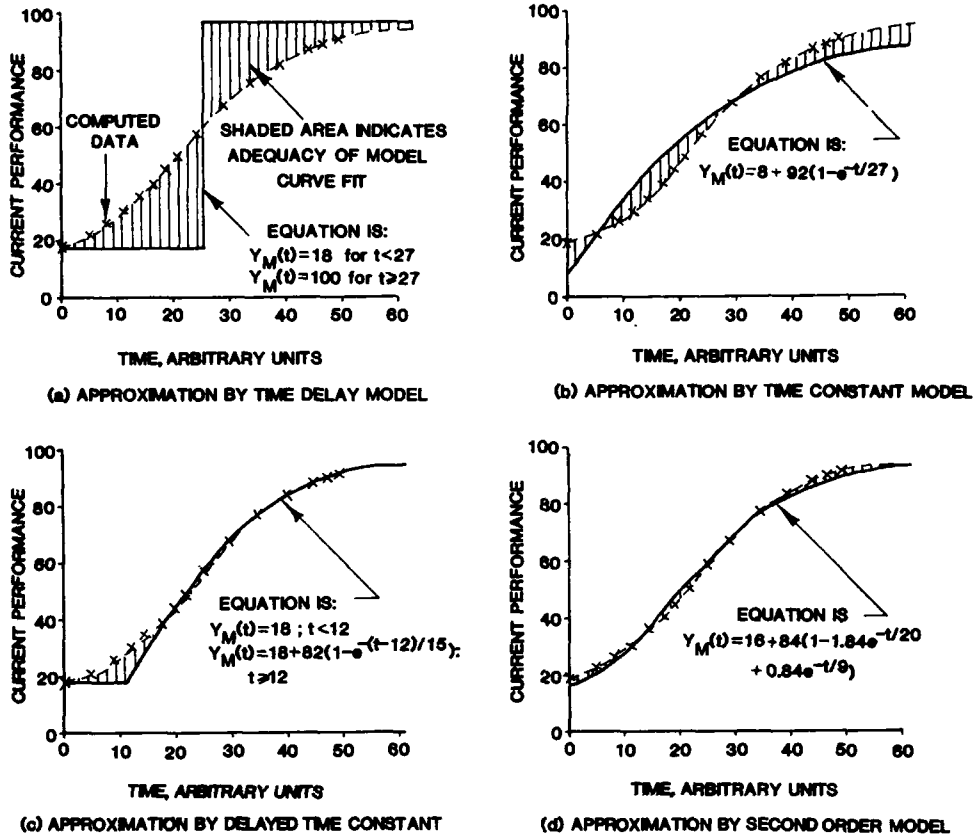 100
80
60
40
20
0
CURRENT PERFORMANCE
COMPUTED
DATA
SHADED AREA INDICATES
ADEQUACY OF MODEL
CURVE FIT
EQUATION IS:
Y_M(t)=18 for t<27
Y_M(t)=100 for t⩾27
0 10 20 30 40 50 60
TIME, ARBITRARY UNITS
(a) APPROXIMATION BY TIME DELAY MODEL
100
80
60
40
20
0
CURRENT PERFORMANCE
EQUATION IS:
Y_M(t)=8 + 92(1-e^-t/27)
0 10 20 30 40 50 60
TIME, ARBITRARY UNITS
(b) APPROXIMATION BY TIME CONSTANT MODEL
100
80
60
40
20
0
CURRENT PERFORMANCE
EQUATION IS:
Y_M(t)=18 ; t<12
Y_M(t)=18+82(1-e^-(t-12)/15):
t⩾12
0 10 20 30 40 50 60
TIME, ARBITRARY UNITS
(c) APPROXIMATION BY DELAYED TIME CONSTANT
100
80
60
40
20
0
CURRENT PERFORMANCE
EQUATION IS
Y_M(t)=16+84(1-1.84e^-t/20
+ 0.84e^-t/9)
0 10 20 30 40 50 60
TIME, ARBITRARY UNITS
(d) APPROXIMATION BY SECOND ORDER MODEL